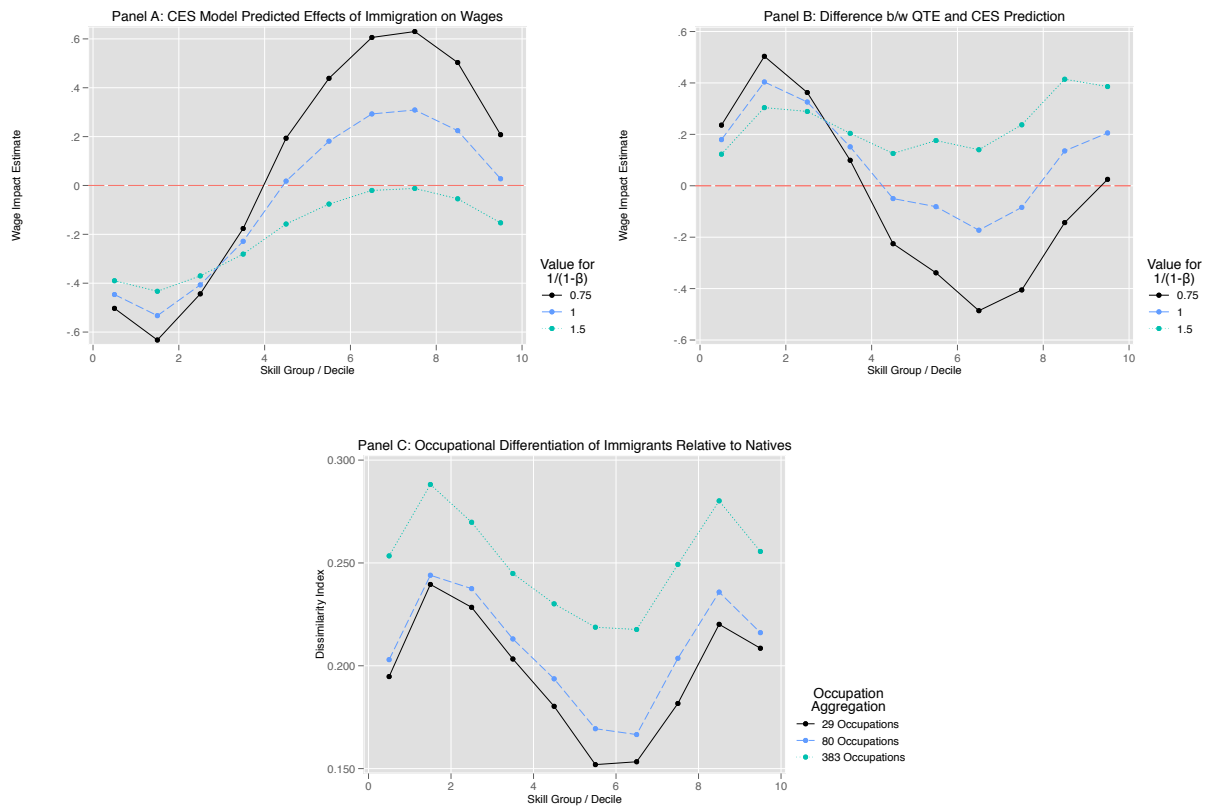 Panel A: CES Model Predicted Effects of Immigration on Wages
.6
.4
.2
0
-.2
-.4
-.6
Wage Impact Estimate
0 2 4 6 8 10
Skill Group / Decile
Value for
1/(1-β)
0.75
1
1.5
Panel B: Difference b/w QTE and CES Prediction
.6
.4
.2
0
-.2
-.4
-.6
Wage Impact Estimate
0 2 4 6 8 10
Skill Group / Decile
Value for
1/(1-β)
0.75
1
1.5
Panel C: Occupational Differentiation of Immigrants Relative to Natives
0.300
0.250
0.200
0.150
Dissimilarity Index
0 2 4 6 8 10
Skill Group / Decile
Occupation
Aggregation
29 Occupations
80 Occupations
383 Occupations